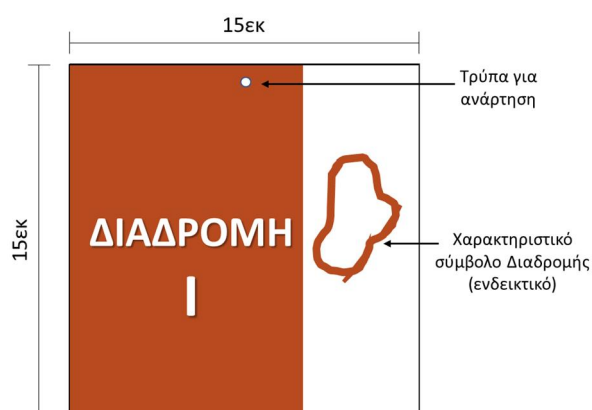 15εκ
Τρύπα για
ανάρτηση
15εκ
ΔΙΑΔΡΟΜΗ
Ι
Χαρακτηριστικό
σύμβολο Διαδρομής
(ενδεικτικό)